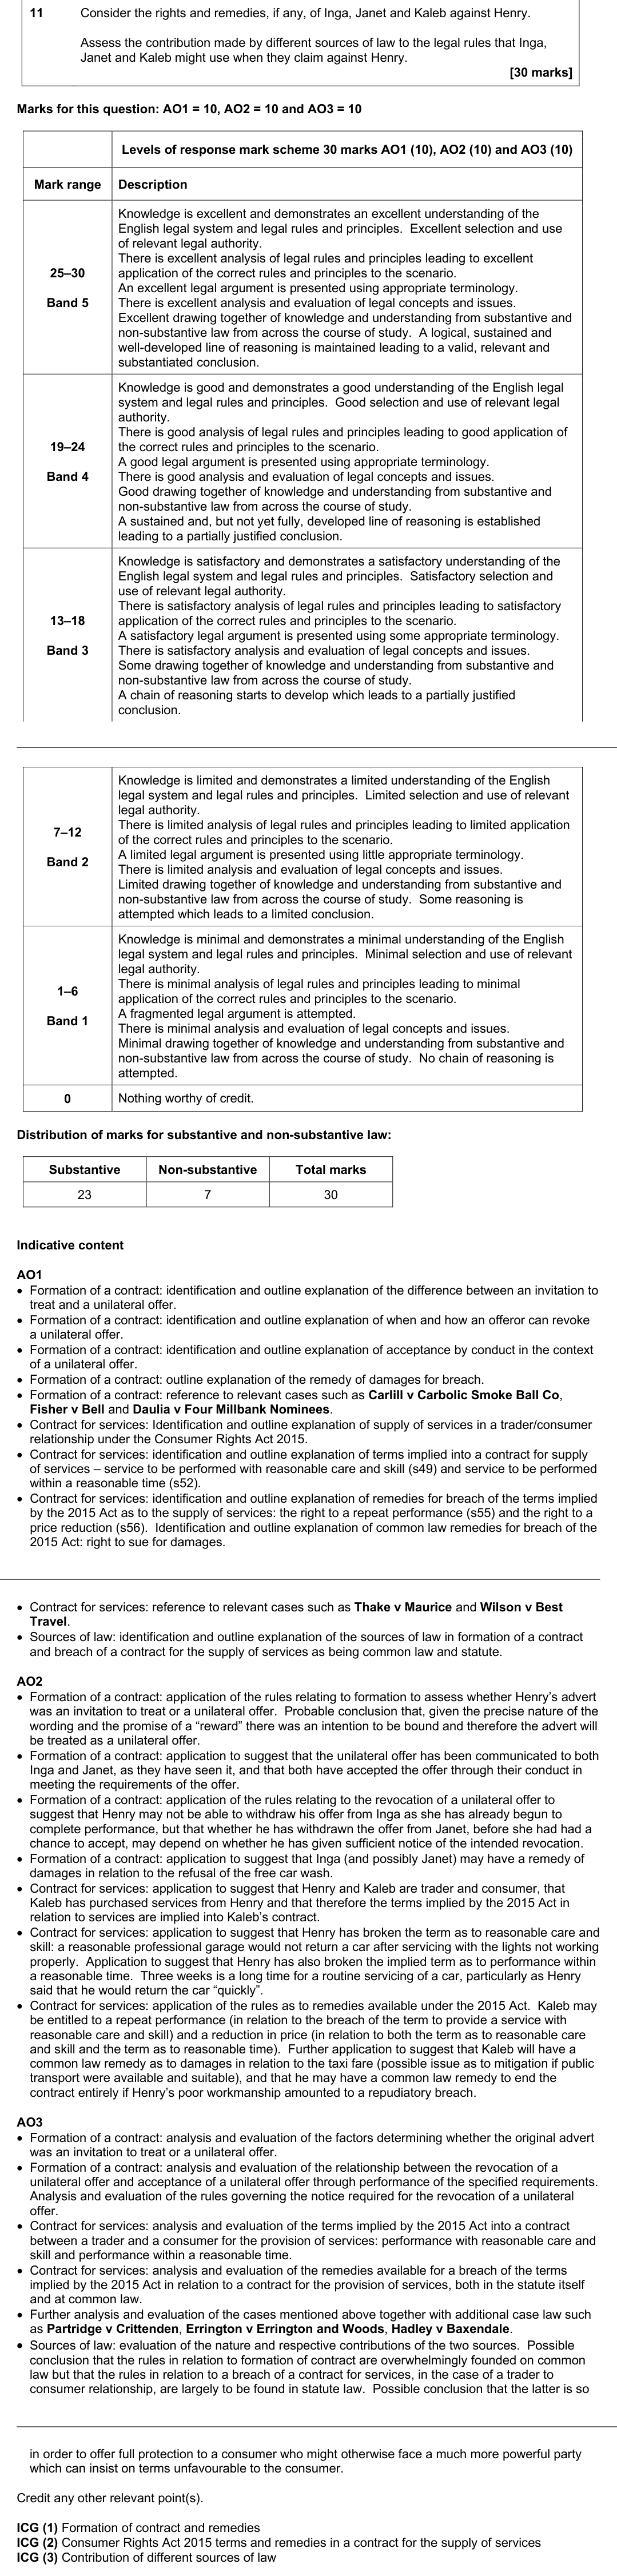 11 Consider the rights and remedies, if any, of Inga, Janet and Kaleb against Henry.
Assess the contribution made by different sources of law to the legal rules that Inga,
Janet and Kaleb might use when they claim against Henry.
[30 marks]
Marks for this question: AO1 = 10, AO2 = 10 and AO3 = 10
Levels of response mark scheme 30 marks AO1 (10), AO2 (10) and AO3 (10)
Mark range Description
25–30
Band 5
Knowledge is excellent and demonstrates an excellent understanding of the
English legal system and legal rules and principles. Excellent selection and use
of relevant legal authority.
There is excellent analysis of legal rules and principles leading to excellent
application of the correct rules and principles to the scenario.
An excellent legal argument is presented using appropriate terminology.
There is excellent analysis and evaluation of legal concepts and issues.
Excellent drawing together of knowledge and understanding from substantive and
non-substantive law from across the course of study. A logical, sustained and
well-developed line of reasoning is maintained leading to a valid, relevant and
substantiated conclusion.
19–24
Band 4
Knowledge is good and demonstrates a good understanding of the English legal
system and legal rules and principles. Good selection and use of relevant legal
authority.
There is good analysis of legal rules and principles leading to good application of
the correct rules and principles to the scenario.
A good legal argument is presented using appropriate terminology.
There is good analysis and evaluation of legal concepts and issues.
Good drawing together of knowledge and understanding from substantive and
non-substantive law from across the course of study.
A sustained and, but not yet fully, developed line of reasoning is established
leading to a partially justified conclusion.
13–18
Band 3
Knowledge is satisfactory and demonstrates a satisfactory understanding of the
English legal system and legal rules and principles. Satisfactory selection and
use of relevant legal authority.
There is satisfactory analysis of legal rules and principles leading to satisfactory
application of the correct rules and principles to the scenario.
A satisfactory legal argument is presented using some appropriate terminology.
There is satisfactory analysis and evaluation of legal concepts and issues.
Some drawing together of knowledge and understanding from substantive and
non-substantive law from across the course of study.
A chain of reasoning starts to develop which leads to a partially justified
conclusion.
7–12
Band 2
Knowledge is limited and demonstrates a limited understanding of the English
legal system and legal rules and principles. Limited selection and use of relevant
legal authority.
There is limited analysis of legal rules and principles leading to limited application
of the correct rules and principles to the scenario.
A limited legal argument is presented using little appropriate terminology.
There is limited analysis and evaluation of legal concepts and issues.
Limited drawing together of knowledge and understanding from substantive and
non-substantive law from across the course of study. Some reasoning is
attempted which leads to a limited conclusion.
1–6
Band 1
Knowledge is minimal and demonstrates a minimal understanding of the English
legal system and legal rules and principles. Minimal selection and use of relevant
legal authority.
There is minimal analysis of legal rules and principles leading to minimal
application of the correct rules and principles to the scenario.
A fragmented legal argument is attempted.
There is minimal analysis and evaluation of legal concepts and issues.
Minimal drawing together of knowledge and understanding from substantive and
non-substantive law from across the course of study. No chain of reasoning is
attempted.
0 Nothing worthy of credit.
Distribution of marks for substantive and non-substantive law:
Substantive Non-substantive Total marks
23 7 30
Indicative content
AO1
• Formation of a contract: identification and outline explanation of the difference between an invitation to
treat and a unilateral offer.
• Formation of a contract: identification and outline explanation of when and how an offeror can revoke
a unilateral offer.
• Formation of a contract: identification and outline explanation of acceptance by conduct in the context
of a unilateral offer.
• Formation of a contract: outline explanation of the remedy of damages for breach.
• Formation of a contract: reference to relevant cases such as Carlill v Carbolic Smoke Ball Co,
Fisher v Bell and Daulia v Four Millbank Nominees.
• Contract for services: Identification and outline explanation of supply of services in a trader/consumer
relationship under the Consumer Rights Act 2015.
• Contract for services: identification and outline explanation of terms implied into a contract for supply
of services – service to be performed with reasonable care and skill (s49) and service to be performed
within a reasonable time (s52).
• Contract for services: identification and outline explanation of remedies for breach of the terms implied
by the 2015 Act as to the supply of services: the right to a repeat performance (s55) and the right to a
price reduction (s56). Identification and outline explanation of common law remedies for breach of the
2015 Act: right to sue for damages.
• Contract for services: reference to relevant cases such as Thake v Maurice and Wilson v Best
Travel.
• Sources of law: identification and outline explanation of the sources of law in formation of a contract
and breach of a contract for the supply of services as being common law and statute.
AO2
• Formation of a contract: application of the rules relating to formation to assess whether Henry's advert
was an invitation to treat or a unilateral offer. Probable conclusion that, given the precise nature of the
wording and the promise of a “reward” there was an intention to be bound and therefore the advert will
be treated as a unilateral offer.
• Formation of a contract: application to suggest that the unilateral offer has been communicated to both
Inga and Janet, as they have seen it, and that both have accepted the offer through their conduct in
meeting the requirements of the offer.
• Formation of a contract: application of the rules relating to the revocation of a unilateral offer to
suggest that Henry may not be able to withdraw his offer from Inga as she has already begun to
complete performance, but that whether he has withdrawn the offer from Janet, before she had had a
chance to accept, may depend on whether he has given sufficient notice of the intended revocation.
• Formation of a contract: application to suggest that Inga (and possibly Janet) may have a remedy of
damages in relation to the refusal of the free car wash.
• Contract for services: application to suggest that Henry and Kaleb are trader and consumer, that
Kaleb has purchased services from Henry and that therefore the terms implied by the 2015 Act in
relation to services are implied into Kaleb's contract.
• Contract for services: application to suggest that Henry has broken the term as to reasonable care and
skill: a reasonable professional garage would not return a car after servicing with the lights not working
properly. Application to suggest that Henry has also broken the implied term as to performance within
a reasonable time. Three weeks is a long time for a routine servicing of a car, particularly as Henry
said that he would return the car “quickly”.
• Contract for services: application of the rules as to remedies available under the 2015 Act. Kaleb may
be entitled to a repeat performance (in relation to the breach of the term to provide a service with
reasonable care and skill) and a reduction in price (in relation to both the term as to reasonable care
and skill and the term as to reasonable time). Further application to suggest that Kaleb will have a
common law remedy as to damages in relation to the taxi fare (possible issue as to mitigation if public
transport were available and suitable), and that he may have a common law remedy to end the
contract entirely if Henry's poor workmanship amounted to a repudiatory breach.
AO3
• Formation of a contract: analysis and evaluation of the factors determining whether the original advert
was an invitation to treat or a unilateral offer.
• Formation of a contract: analysis and evaluation of the relationship between the revocation of a
unilateral offer and acceptance of a unilateral offer through performance of the specified requirements.
Analysis and evaluation of the rules governing the notice required for the revocation of a unilateral
offer.
• Contract for services: analysis and evaluation of the terms implied by the 2015 Act into a contract
between a trader and a consumer for the provision of services: performance with reasonable care and
skill and performance within a reasonable time.
• Contract for services: analysis and evaluation of the remedies available for a breach of the terms
implied by the 2015 Act in relation to a contract for the provision of services, both in the statute itself
and at common law.
• Further analysis and evaluation of the cases mentioned above together with additional case law such
as Partridge v Crittenden, Errington v Errington and Woods, Hadley v Baxendale.
• Sources of law: evaluation of the nature and respective contributions of the two sources. Possible
conclusion that the rules in relation to formation of contract are overwhelmingly founded on common
law but that the rules in relation to a breach of a contract for services, in the case of a trader to
consumer relationship, are largely to be found in statute law. Possible conclusion that the latter is so
in order to offer full protection to a consumer who might otherwise face a much more powerful party
which can insist on terms unfavourable to the consumer.
Credit any other relevant point(s).
ICG (1) Formation of contract and remedies
ICG (2) Consumer Rights Act 2015 terms and remedies in a contract for the supply of services
ICG (3) Contribution of different sources of law